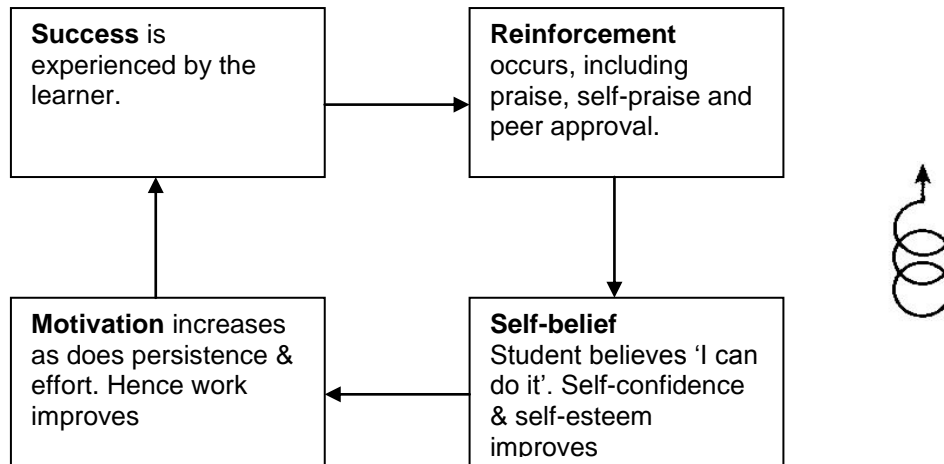 Success is
experienced by the
learner.
Reinforcement
occurs, including
praise, self-praise and
peer approval.
Motivation increases
as does persistence &
effort. Hence work
improves
Self-belief
Student believes ‘I can
do it’. Self-confidence
& self-esteem
improves